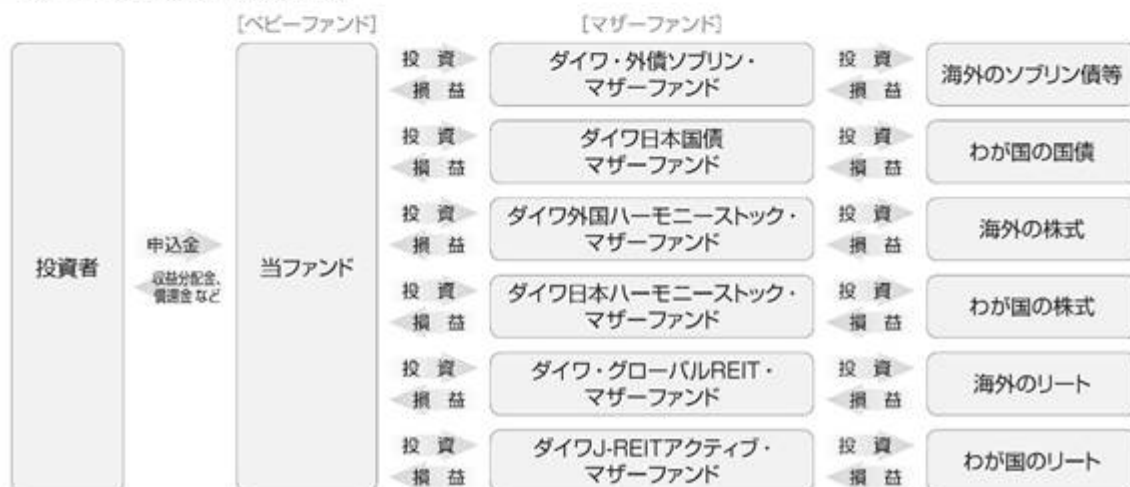 [ベビーファンド]
[マザーファンド]
投資者
申込金
収益分配金、
償還金 など
当ファンド
投 資
損 益
ダイワ・外債ソブリン・
マザーファンド
投 資
損 益
海外のソブリン債等
投 資
損 益
ダイワ日本国債
マザーファンド
投 資
損 益
わが国の国債
投 資
損 益
ダイワ外国ハーモニーストック・
マザーファンド
投 資
損 益
海外の株式
投 資
損 益
ダイワ日本ハーモニーストック・
マザーファンド
投 資
損 益
わが国の株式
投 資
損 益
ダイワ・グローバルREIT・
マザーファンド
投 資
損 益
海外のリート
投 資
損 益
ダイワJ-REITアクティブ・
マザーファンド
投 資
損 益
わが国のリート